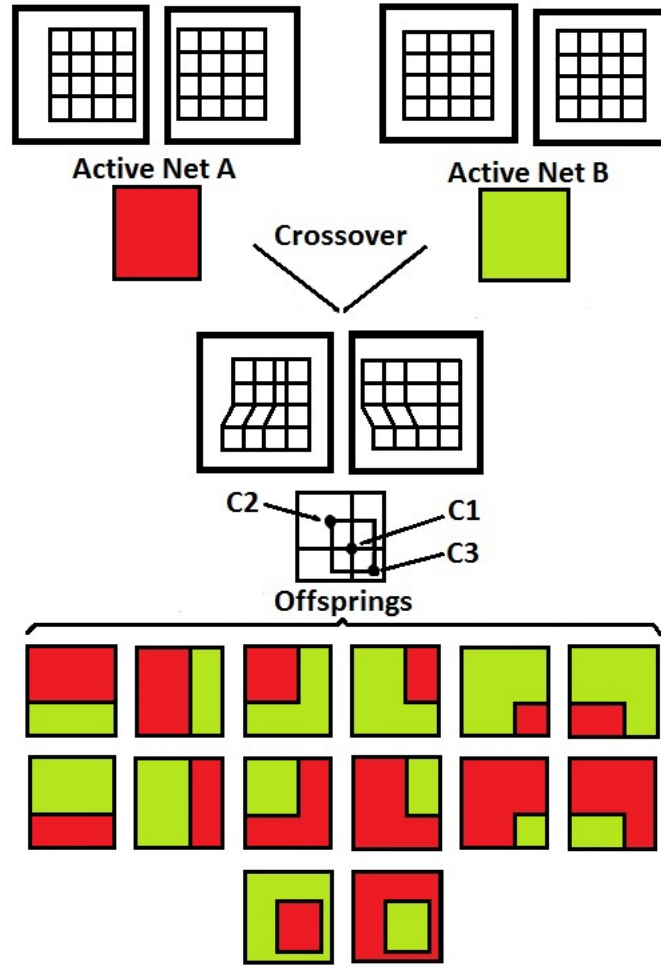 Active Net A
Active Net B
Crossover
C2
C1
C3
Offsprings